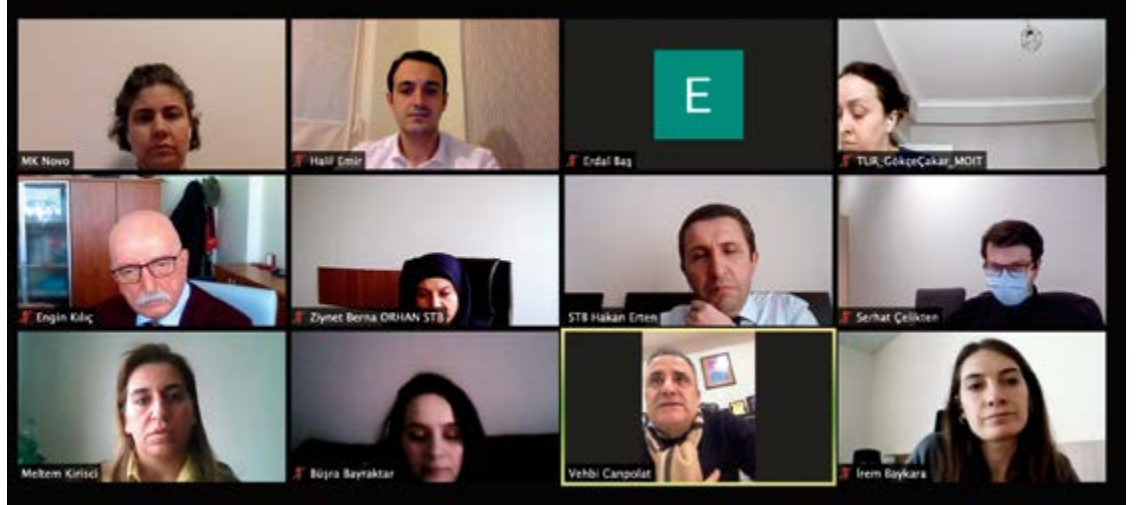 MK Novo
Halil Emir
E
Erdal Baş
TUR_GökçeÇakar_MOIT
Engin Kılıç
Ziynet Berna ORHAN STB
STB Hakan Erten
Serhat Çelikten
Meltem Kirisci
Büşra Bayraktar
Vehbi Canpolat
İrem Baykara